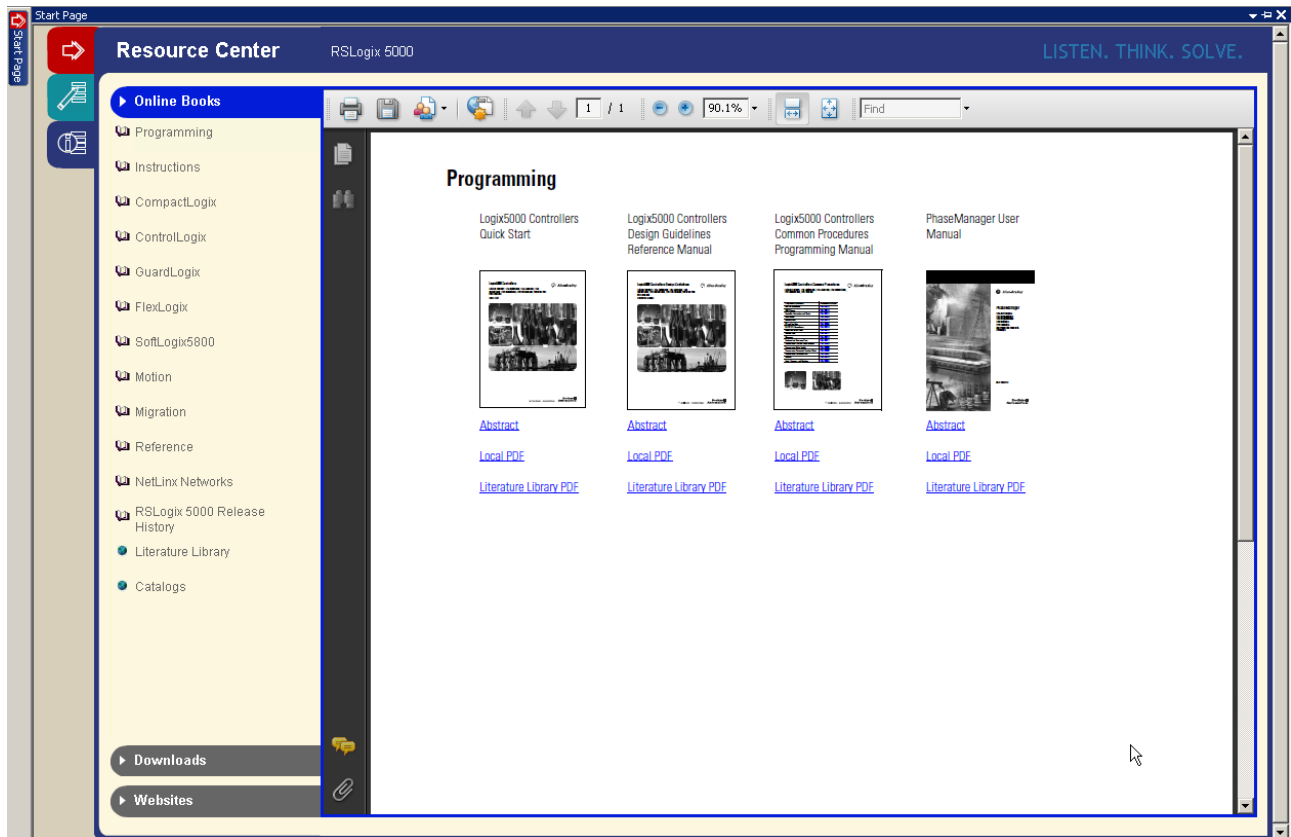 Start Page
Start Page
Resource Center
RSLogix 5000
LISTEN. THINK. SOLVE.
Online Books
Programming
Instructions
CompactLogix
ControlLogix
GuardLogix
FlexLogix
SoftLogix5800
Motion
Migration
Reference
NetLinx Networks
RSLogix 5000 Release
History
Literature Library
Catalogs
Downloads
Websites
1 / 1
90.1%
Find
Programming
Logix5000 Controllers
Quick Start
Abstract
Local PDF
Literature Library PDF
Logix5000 Controllers
Design Guidelines
Reference Manual
Abstract
Local PDF
Literature Library PDF
Logix5000 Controllers
Common Procedures
Programming Manual
Abstract
Local PDF
Literature Library PDF
PhaseManager User
Manual
Abstract
Local PDF
Literature Library PDF